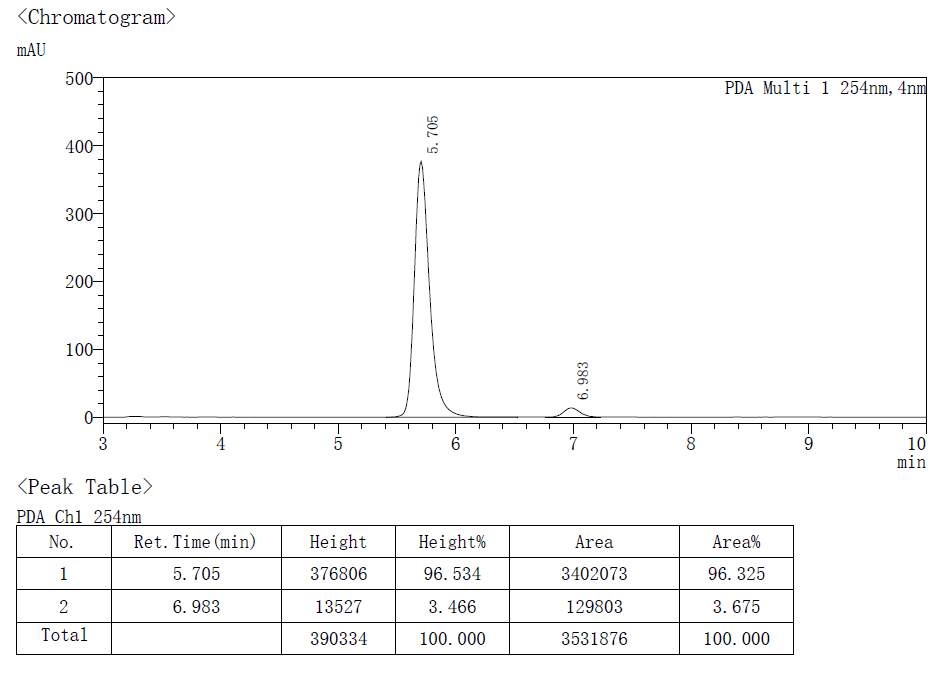 <Chromatogram>
mAU
500
PDA Multi 1 254nm,4nm
5.705
400
300
200
100
6.983
0
3 4 5 6 7 8 9 10
min
<Peak Table>
PDA Ch1 254nm
No. Ret.Time(min) Height Height% Area Area%
1 5.705 376806 96.534 3402073 96.325
2 6.983 13527 3.466 129803 3.675
Total 390334 100.000 3531876 100.000